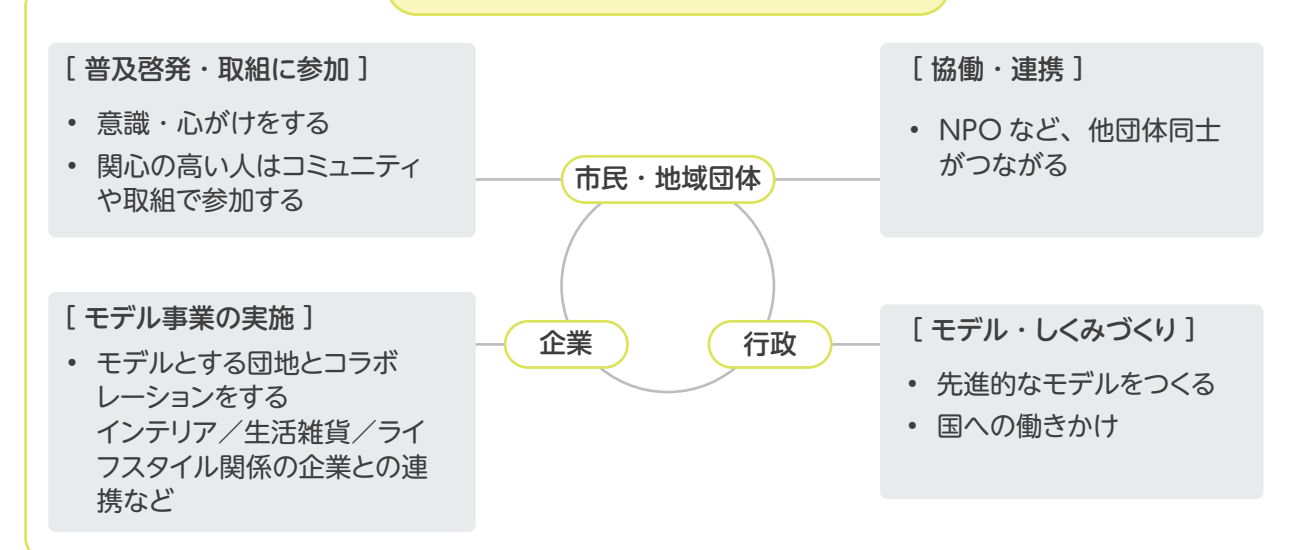 [ 普及啓発・取組に参加 ]
• 意識・心がけをする
• 関心の高い人はコミュニティ
や取組で参加する
[ 協働・連携 ]
• NPO など、他団体同士
がつながる
市民・地域団体
企業
行政
[ モデル事業の実施 ]
• モデルとする団地とコラボ
レーションをする
インテリア／生活雑貨／ライ
フスタイル関係の企業との連
携など
[ モデル・しくみづくり ]
• 先進的なモデルをつくる
• 国への働きかけ